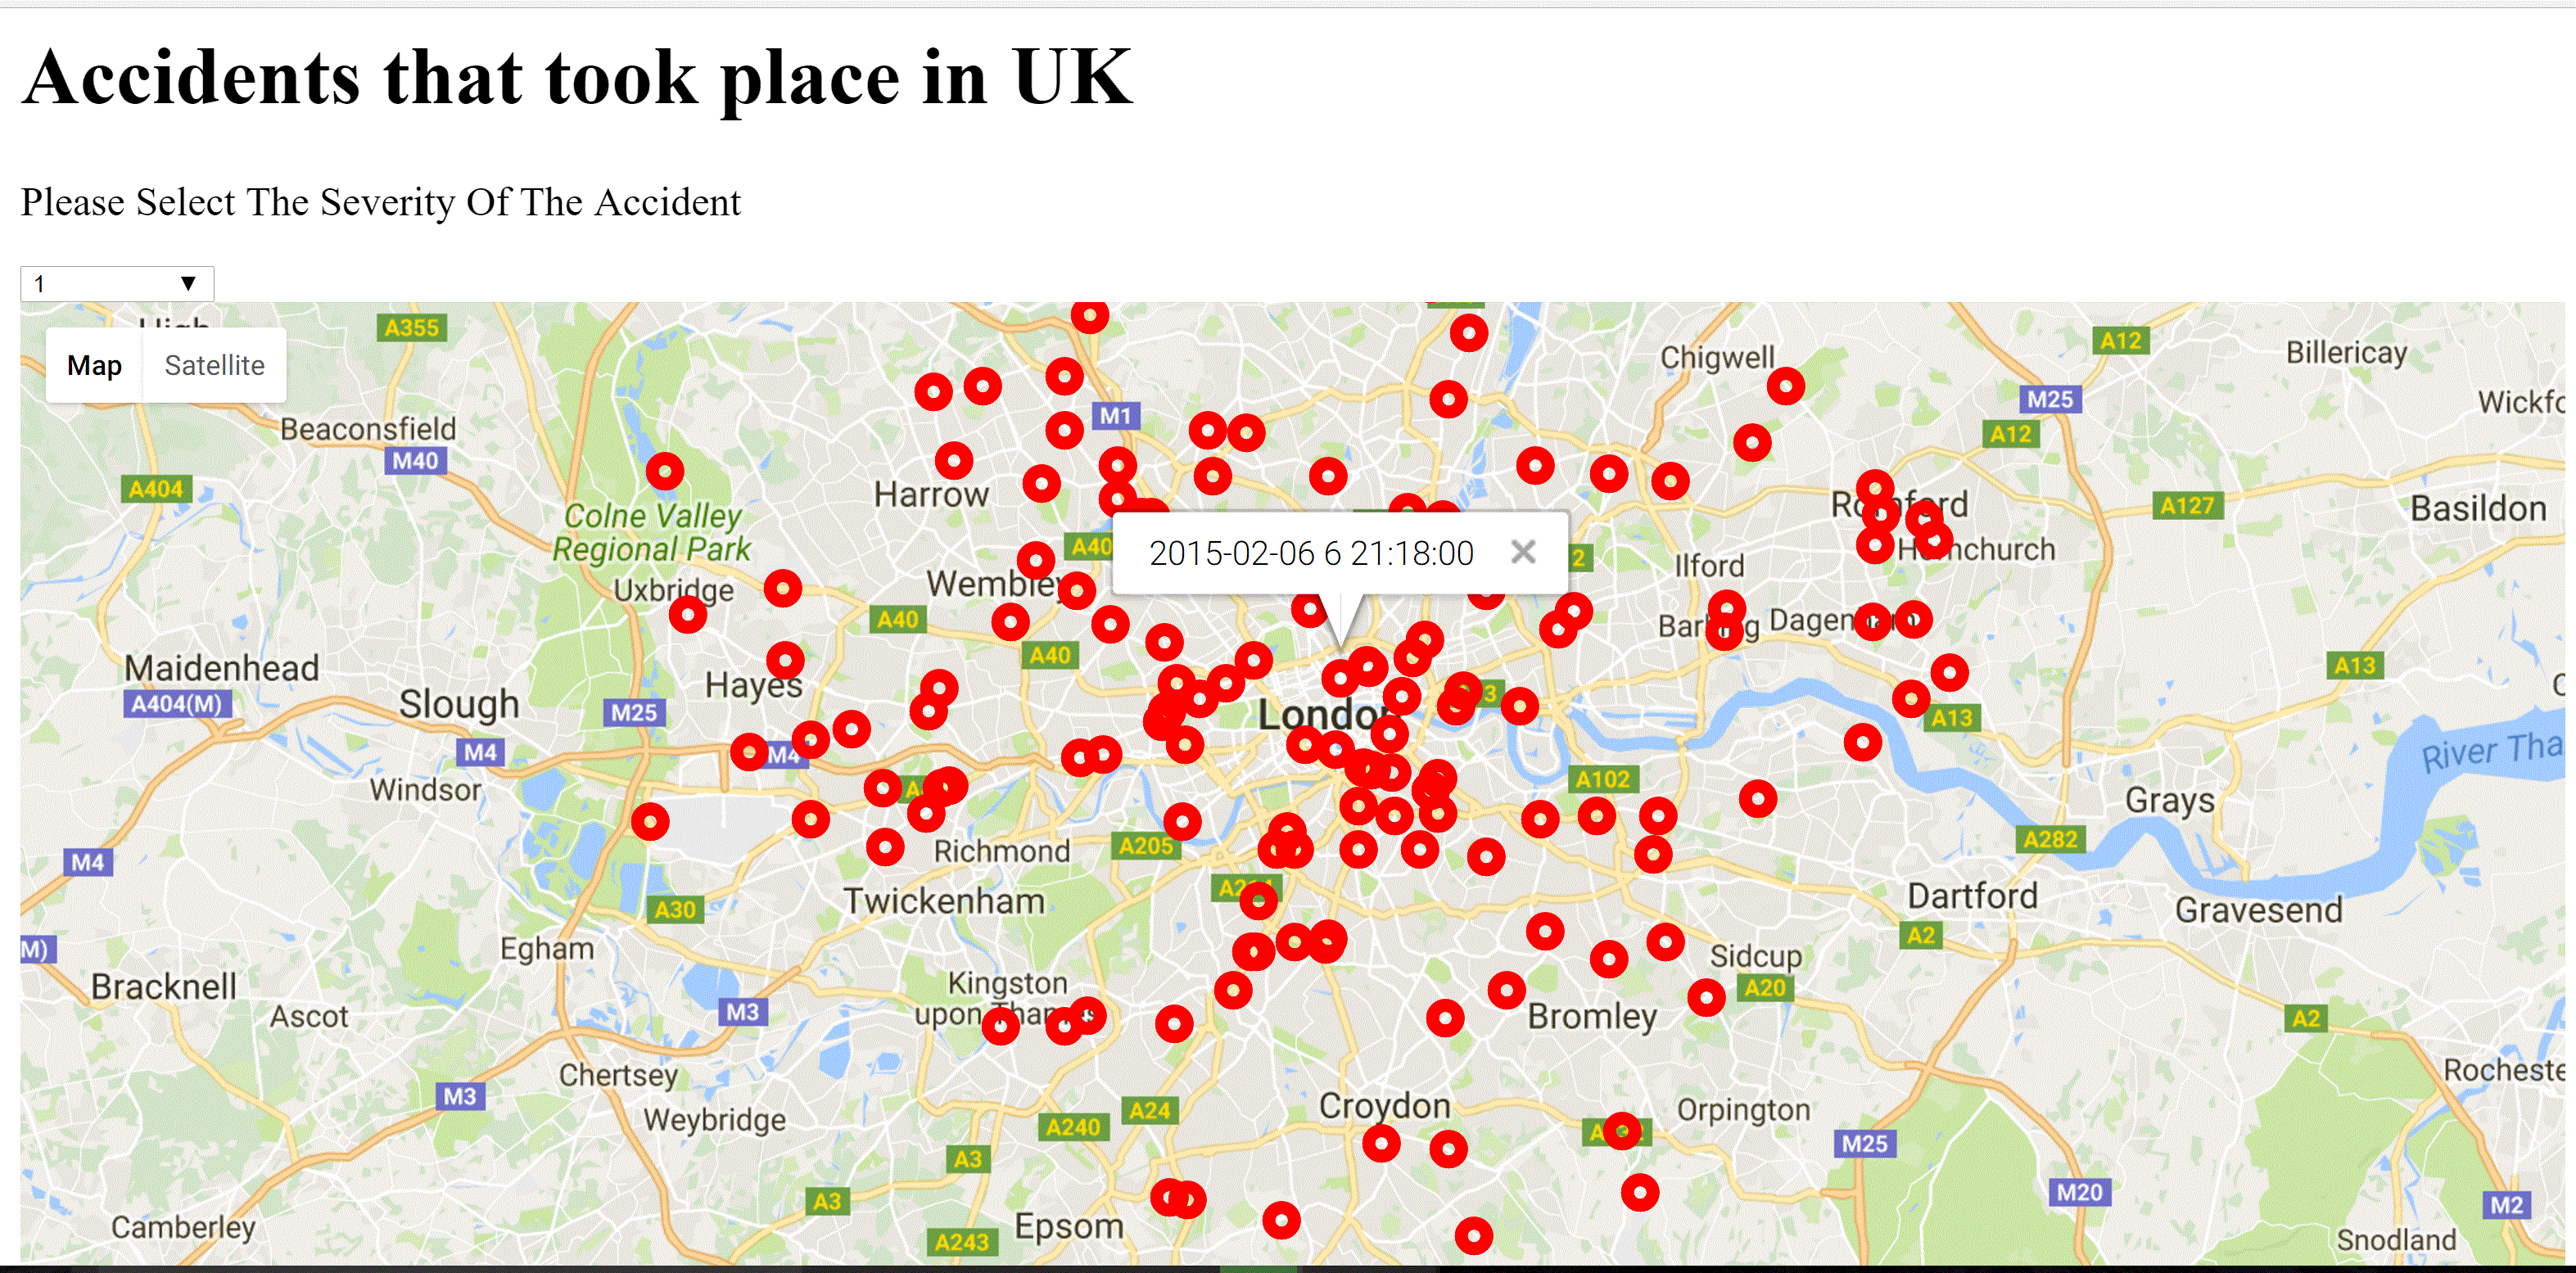 Accidents that took place in UK
Please Select The Severity Of The Accident
1
Map Satellite
A355
Chigwell
A12
Billericay
M25
Wickfo
Beaconsfield
M1
M40
A12
A404
Harrow
Romford
A127
Basildon
Colne Valley
Regional Park
A40
2015-02-06 6 21:18:00
2
Hornchurch
Wembley
Ilford
Uxbridge
A40
Barking
Dagenham
A40
Maidenhead
A13
Hayes
A404(M)
Slough
M25
London
3
A13
M4
M4
River Tha
Windsor
A102
Grays
Richmond
A205
A282
M4
Twickenham
Dartford
A30
Gravesend
M)
Egham
A2
Sidcup
Bracknell
Kingston
upon Thames
A20
Ascot
M3
Bromley
A2
Chertsey
Rocheste
M3
Weybridge
A240
A24
Croydon
Orpington
A3
M25
A3
M20
M2
Camberley
Epsom
A243
Snodland